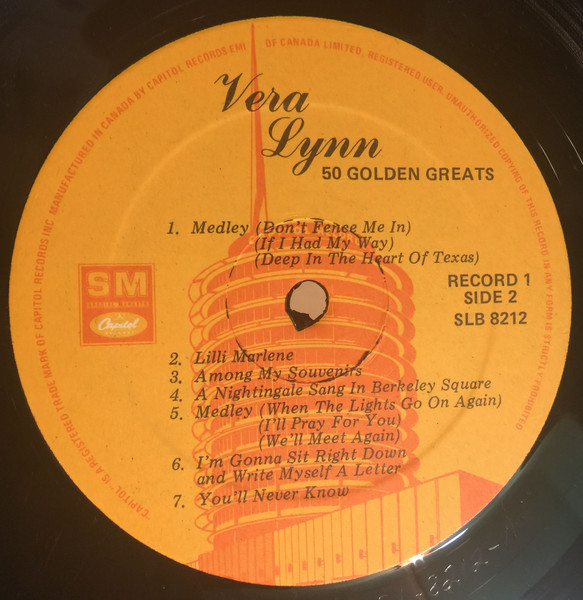 MANUFACTURED IN CANADA BY CAPITOL RECORDS EMI OF CANADA LIMITED, REGISTERED USER. UNAUTHORIZED COPYING OF THIS RECORD IN ANY FORM IS STRICTLY PROHIBITED
CAPITOL IS A REGISTERED TRADE MARK OF CAPITOL RECORDS INC.
Vera
Lynn
50 GOLDEN GREATS
1. Medley (Don't Fence Me In)
(If I Had My Way)
(Deep In The Heart Of Texas)
SM
Capitol
RECORD 1
SIDE 2
SLB 8212
2. Lilli Marlene
3. Among My Souvenirs
4. A Nightingale Sang In Berkeley Square
5. Medley (When The Lights Go On Again)
(I'll Pray For You)
(We'll Meet Again)
6. I'm Gonna Sit Right Down
and Write Myself A Letter
7. You'll Never Know